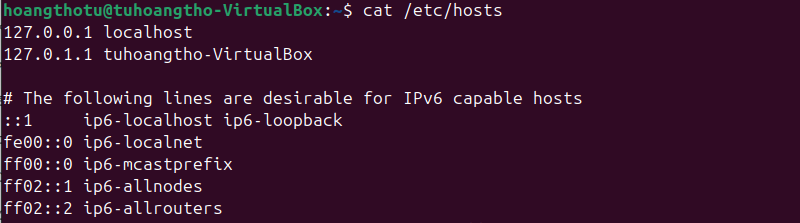 hoangthotu@tuhoangtho-VirtualBox:~$ cat /etc/hosts
127.0.0.1 localhost
127.0.1.1 tuhoangtho-VirtualBox
# The following lines are desirable for IPv6 capable hosts
::1     ip6-localhost ip6-loopback
fe00::0 ip6-localnet
ff00::0 ip6-mcastprefix
ff02::1 ip6-allnodes
ff02::2 ip6-allrouters